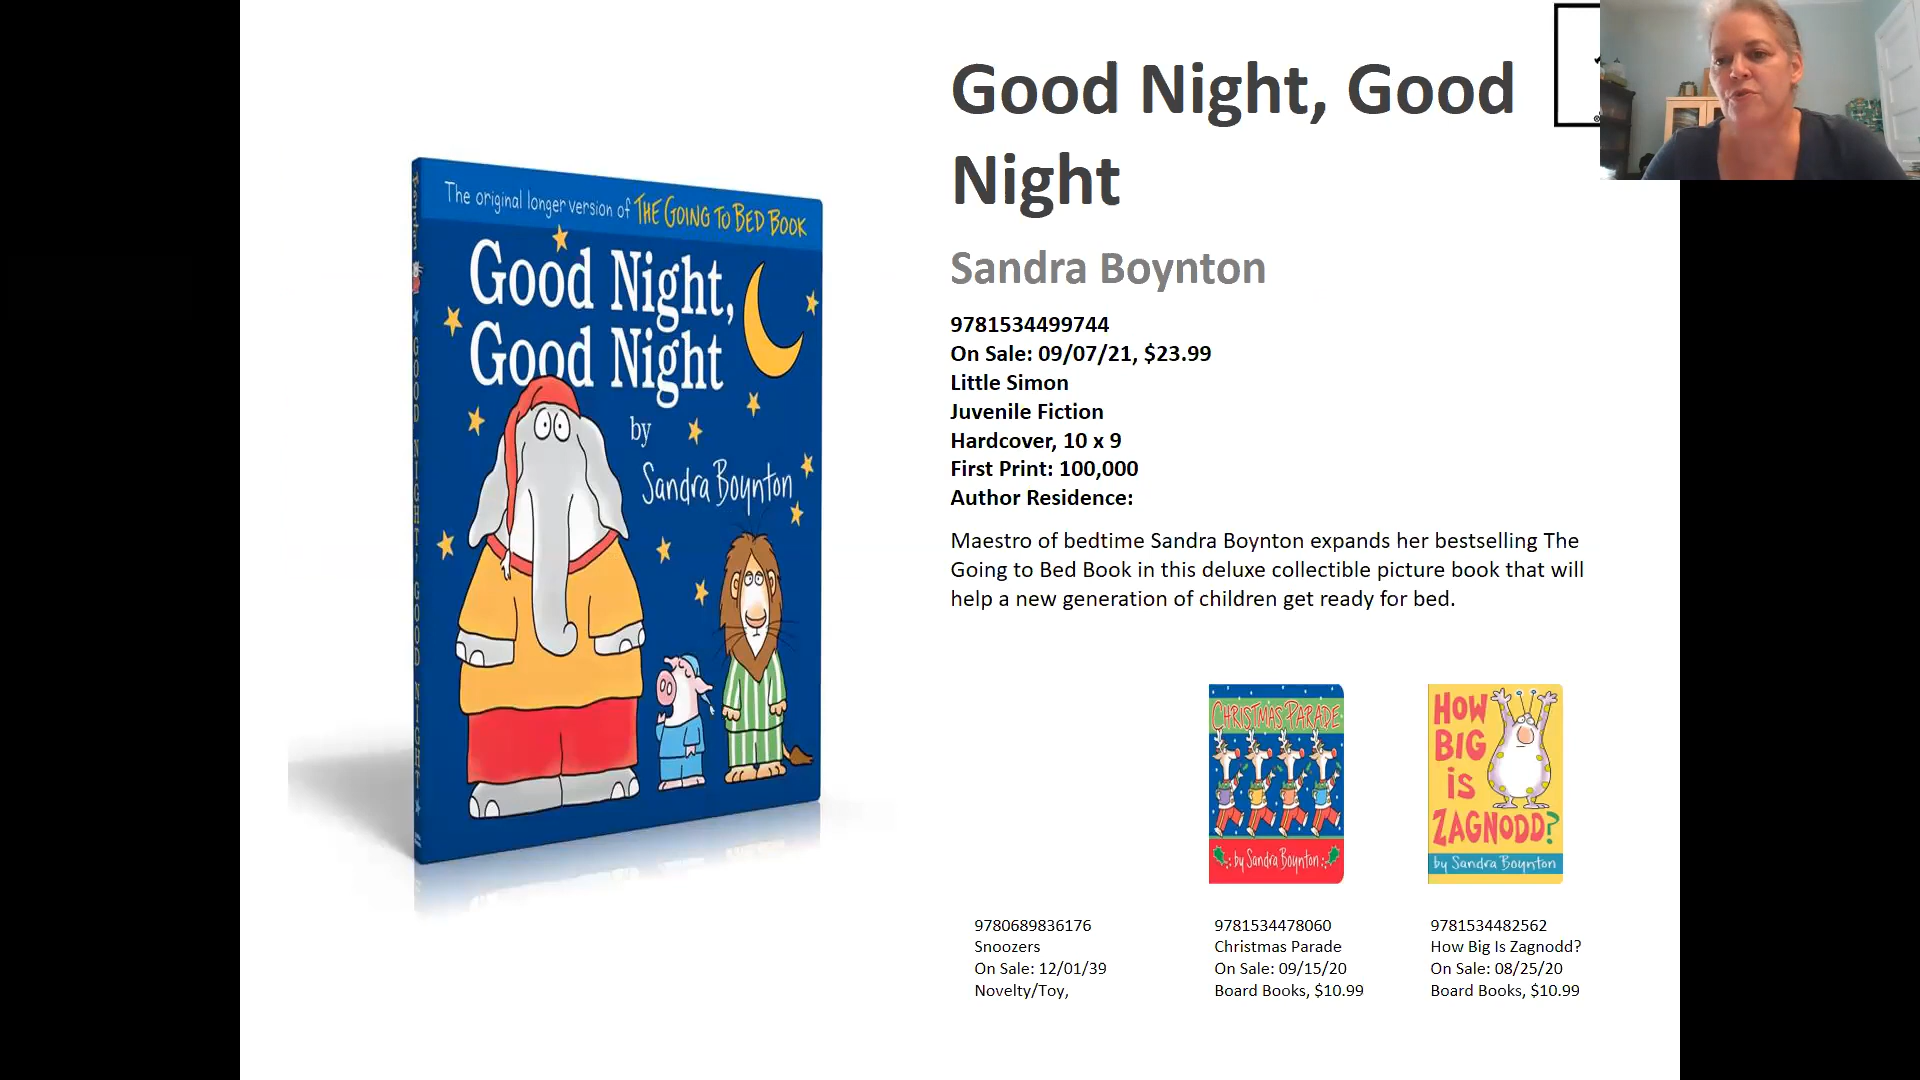 Good Night, Good
Night
Sandra Boynton
9781534499744
On Sale: 09/07/21, $23.99
Little Simon
Juvenile Fiction
Hardcover, 10 x 9
First Print: 100,000
Author Residence:
Maestro of bedtime Sandra Boynton expands her bestselling The
Going to Bed Book in this deluxe collectible picture book that will
help a new generation of children get ready for bed.
The original longer version of THE GOING TO BED BOOK
Good Night,
Good Night
by
Sandra Boynton
Boynton
GOOD NIGHT, GOOD NIGHT
CHRISTMAS PARADE
by Sandra Boynton
HOW
BIG
is
ZAGNODD?
by Sandra Boynton
9780689836176
Snoozers
On Sale: 12/01/39
Novelty/Toy,
9781534478060
Christmas Parade
On Sale: 09/15/20
Board Books, $10.99
9781534482562
How Big Is Zagnodd?
On Sale: 08/25/20
Board Books, $10.99